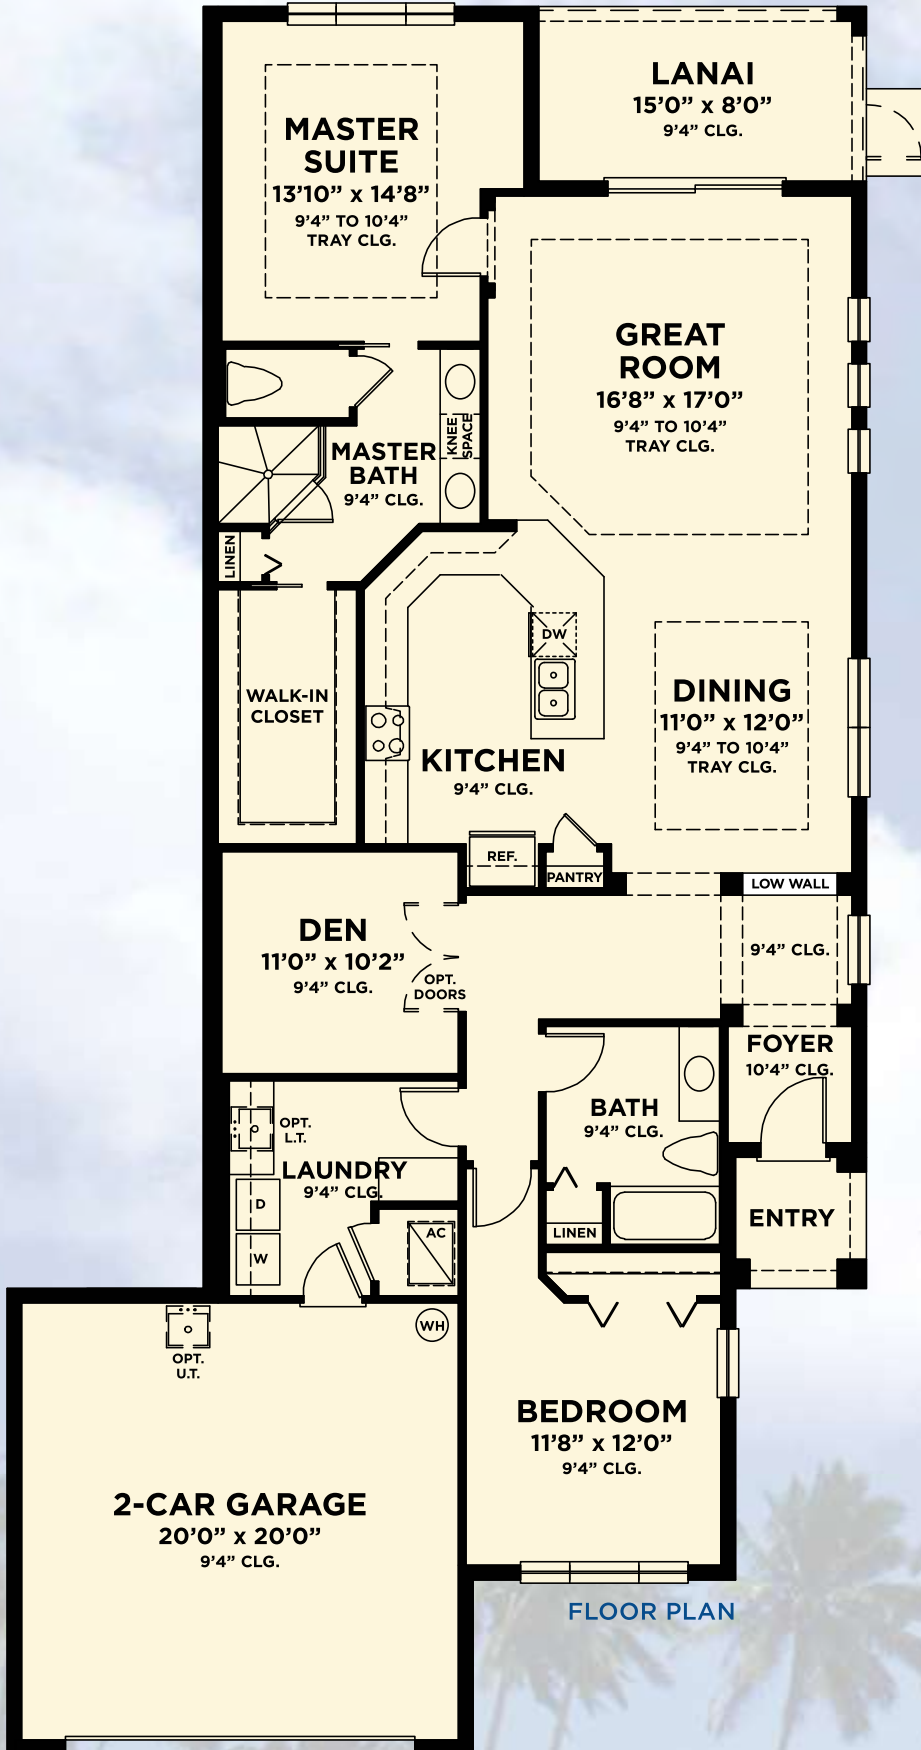 LANAI
15’0” x 8’0”
9’4” CLG.
MASTER
SUITE
13’10” x 14’8”
9’4” TO 10’4”
TRAY CLG.
GREAT
ROOM
16’8” x 17’0”
9’4” TO 10’4”
TRAY CLG.
MASTER
BATH
9’4” CLG.
KNEE
SPACE
LINEN
DW
WALK-IN
CLOSET
DINING
11’0” x 12’0”
9’4” TO 10’4”
TRAY CLG.
KITCHEN
9’4” CLG.
REF.
PANTRY
LOW WALL
DEN
11’0” x 10’2”
9’4” CLG.
OPT.
DOORS
9’4” CLG.
FOYER
10’4” CLG.
BATH
9’4” CLG.
OPT.
L.T.
LAUNDRY
9’4” CLG.
D
W
AC
LINEN
ENTRY
WH
OPT.
U.T.
BEDROOM
11’8” x 12’0”
9’4” CLG.
2-CAR GARAGE
20’0” x 20’0”
9’4” CLG.
FLOOR PLAN